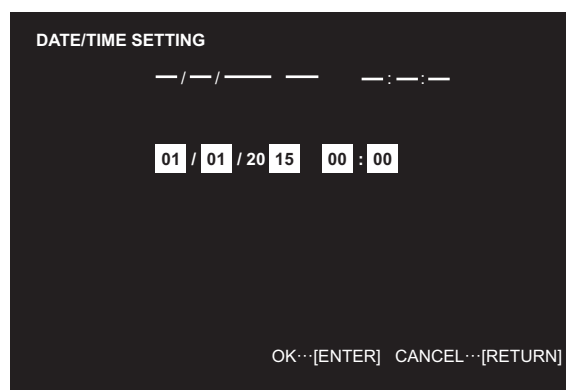 DATE/TIME SETTING
—/—/—— —— —:—:—
01 / 01 / 20 15 00 : 00
OK···[ENTER] CANCEL···[RETURN]